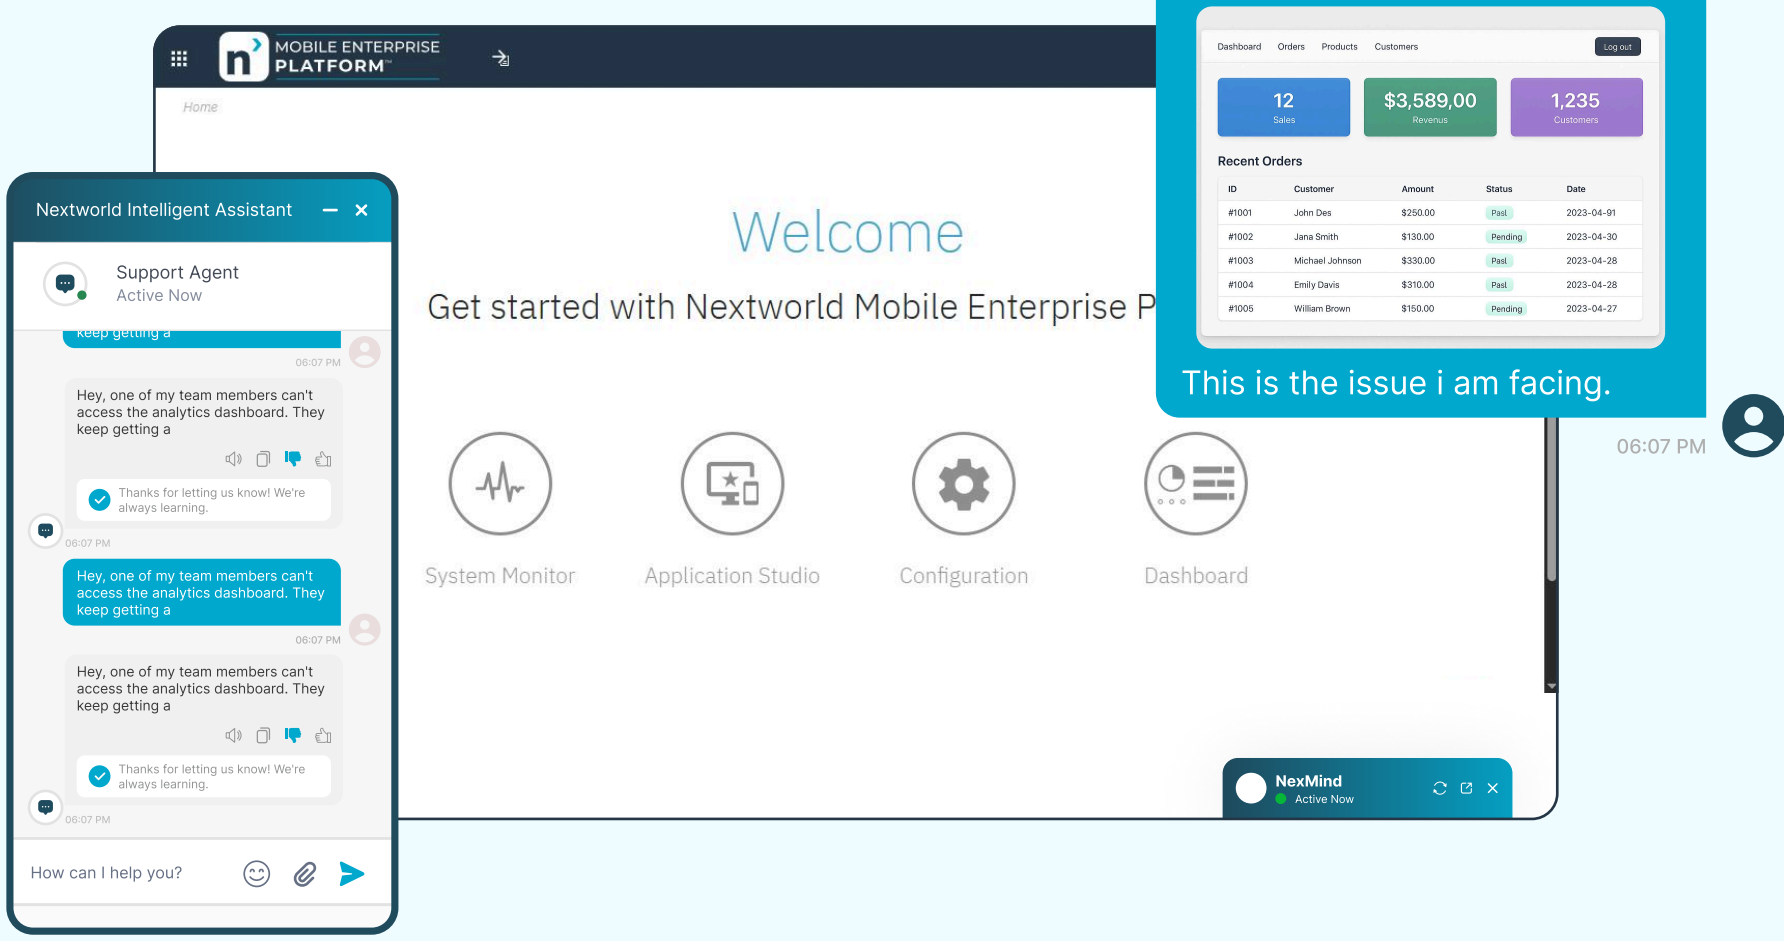 MOBILE ENTERPRISE
PLATFORM™
Home
Welcome
Get started with Nextworld Mobile Enterprise P
System Monitor
Application Studio
Configuration
Dashboard
Nextworld Intelligent Assistant
Support Agent
Active Now
keep getting a
06:07 PM
Hey, one of my team members can't
access the analytics dashboard. They
keep getting a
Thanks for letting us know! We're
always learning.
06:07 PM
Hey, one of my team members can't
access the analytics dashboard. They
keep getting a
06:07 PM
Hey, one of my team members can't
access the analytics dashboard. They
keep getting a
Thanks for letting us know! We're
always learning.
06:07 PM
How can I help you?
Dashboard Orders Products Customers Log out
12 $3,589,00 1,235
Sales Revenus Customers
Recent Orders
ID Customer Amount Status Date
#1001 John Des $250.00 Pasl 2023-04-91
#1002 Jana Smith $130.00 Pending 2023-04-30
#1003 Michael Johnson $330.00 Pasl 2023-04-28
#1004 Emily Davis $310.00 Pasl 2023-04-28
#1005 William Brown $150.00 Pending 2023-04-27
This is the issue i am facing.
06:07 PM
NexMind
Active Now